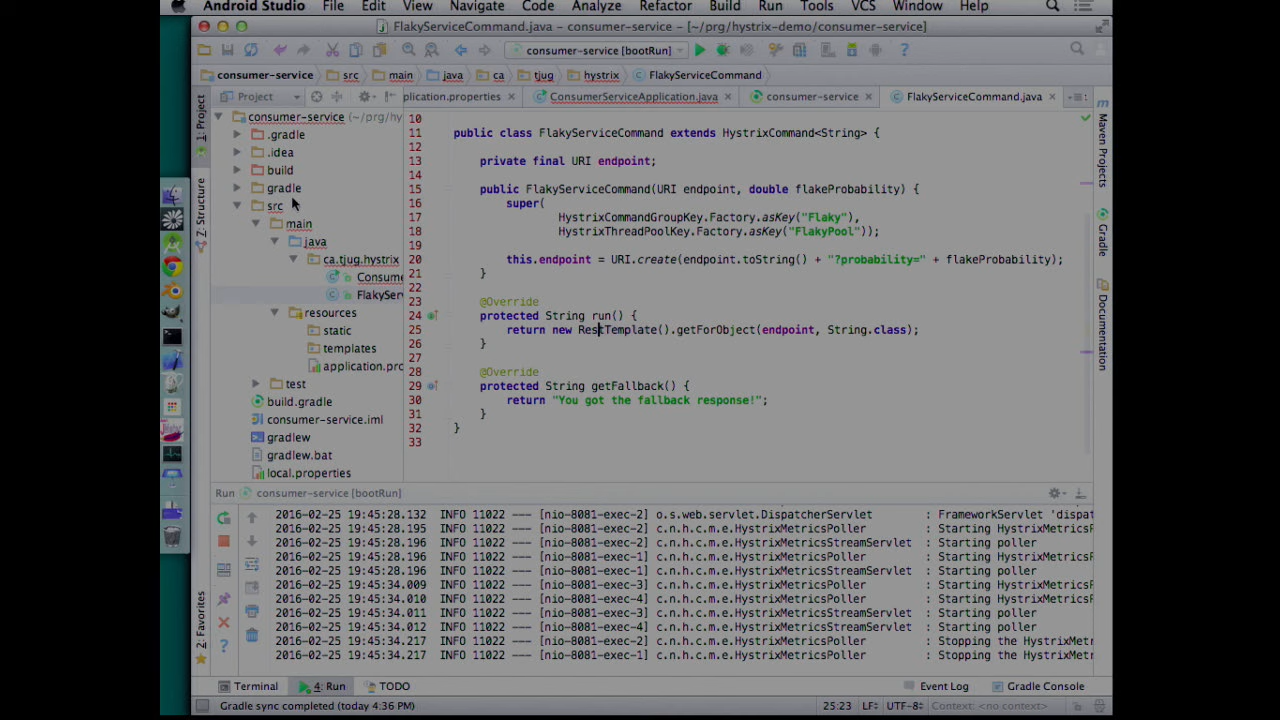 Android Studio File Edit View Navigate Code Analyze Refactor Build Run Tools VCS Window Help
FlakyServiceCommand.java - consumer-service - [~/prg/hystrix-demo/consumer-service]
consumer-service [bootRun]
consumer-service src main java ca tjug hystrix FlakyServiceCommand
Project
plication.properties ConsumerServiceApplication.java consumer-service FlakyServiceCommand.java
1: Project
Z: Structure
2: Favorites
consumer-service (~/prg/hy
.gradle
.idea
build
gradle
src
main
java
ca.tjug.hystrix
Consume
FlakySer
resources
static
templates
application.prc
test
build.gradle
consumer-service.iml
gradlew
gradlew.bat
local.properties
10
11 public class FlakyServiceCommand extends HystrixCommand<String> {
12
13 private final URI endpoint;
14
15 public FlakyServiceCommand(URI endpoint, double flakeProbability) {
16 super(
17 HystrixCommandGroupKey.Factory.asKey("Flaky"),
18 HystrixThreadPoolKey.Factory.asKey("FlakyPool"));
19
20 this.endpoint = URI.create(endpoint.toString() + "?probability=" + flakeProbability);
21 }
22
23 @Override
24 protected String run() {
25 return new RestTemplate().getForObject(endpoint, String.class);
26 }
27
28 @Override
29 protected String getFallback() {
30 return "You got the fallback response!";
31 }
32 }
33
Maven Projects
Gradle
Documentation
Run consumer-service [bootRun]
2016-02-25 19:45:28.132 INFO 11022 --- [nio-8081-exec-2] o.s.web.servlet.DispatcherServlet : FrameworkServlet 'dispat
2016-02-25 19:45:28.195 INFO 11022 --- [nio-8081-exec-2] c.n.h.c.m.e.HystrixMetricsPoller : Starting HystrixMetricsP
2016-02-25 19:45:28.196 INFO 11022 --- [nio-8081-exec-2] c.n.h.c.m.e.HystrixMetricsStreamServlet : Starting poller
2016-02-25 19:45:28.196 INFO 11022 --- [nio-8081-exec-1] c.n.h.c.m.e.HystrixMetricsPoller : Starting HystrixMetricsP
2016-02-25 19:45:28.196 INFO 11022 --- [nio-8081-exec-1] c.n.h.c.m.e.HystrixMetricsStreamServlet : Starting poller
2016-02-25 19:45:34.009 INFO 11022 --- [nio-8081-exec-3] c.n.h.c.m.e.HystrixMetricsPoller : Starting HystrixMetricsP
2016-02-25 19:45:34.010 INFO 11022 --- [nio-8081-exec-4] c.n.h.c.m.e.HystrixMetricsPoller : Starting HystrixMetricsP
2016-02-25 19:45:34.011 INFO 11022 --- [nio-8081-exec-3] c.n.h.c.m.e.HystrixMetricsStreamServlet : Starting poller
2016-02-25 19:45:34.012 INFO 11022 --- [nio-8081-exec-4] c.n.h.c.m.e.HystrixMetricsStreamServlet : Starting poller
2016-02-25 19:45:34.217 INFO 11022 --- [nio-8081-exec-2] c.n.h.c.m.e.HystrixMetricsPoller : Stopping the HystrixMetr
2016-02-25 19:45:34.217 INFO 11022 --- [nio-8081-exec-1] c.n.h.c.m.e.HystrixMetricsPoller : Stopping the HystrixMetr
Terminal 4: Run TODO Event Log Gradle Console
Gradle sync completed (today 4:36 PM) 25:23 LF UTF-8 Context: <no context>